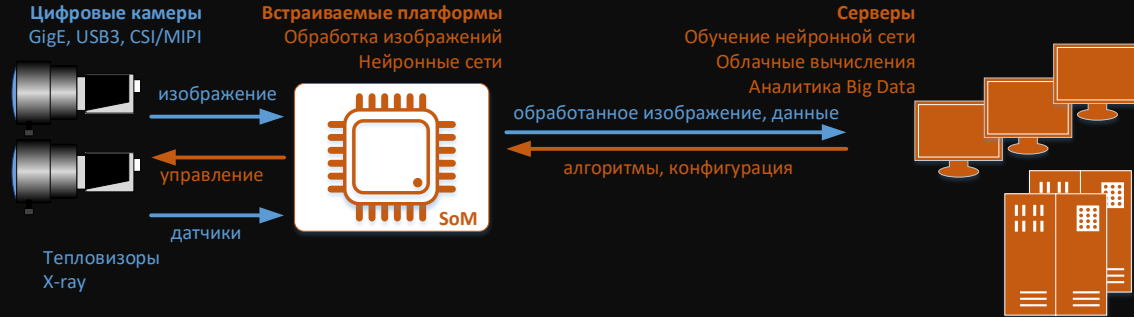 Цифровые камеры
GigE, USB3, CSI/MIPI
Встраиваемые платформы
Обработка изображений
Нейронные сети
Серверы
Обучение нейронной сети
Облачные вычисления
Аналитика Big Data
изображение
управление
датчики
SoM
обработанное изображение, данные
алгоритмы, конфигурация
Тепловизоры
X-ray